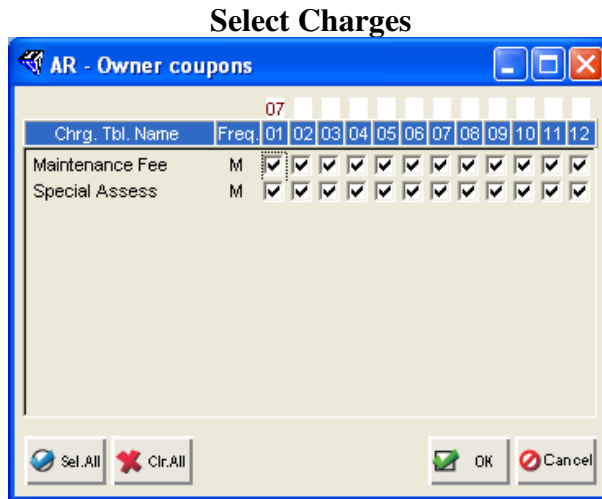 Select Charges
AR - Owner coupons
07
Chrg. Tbl. Name Freq. 01 02 03 04 05 06 07 08 09 10 11 12
Maintenance Fee M
Special Assess M
Sel.All Clr.All OK Cancel